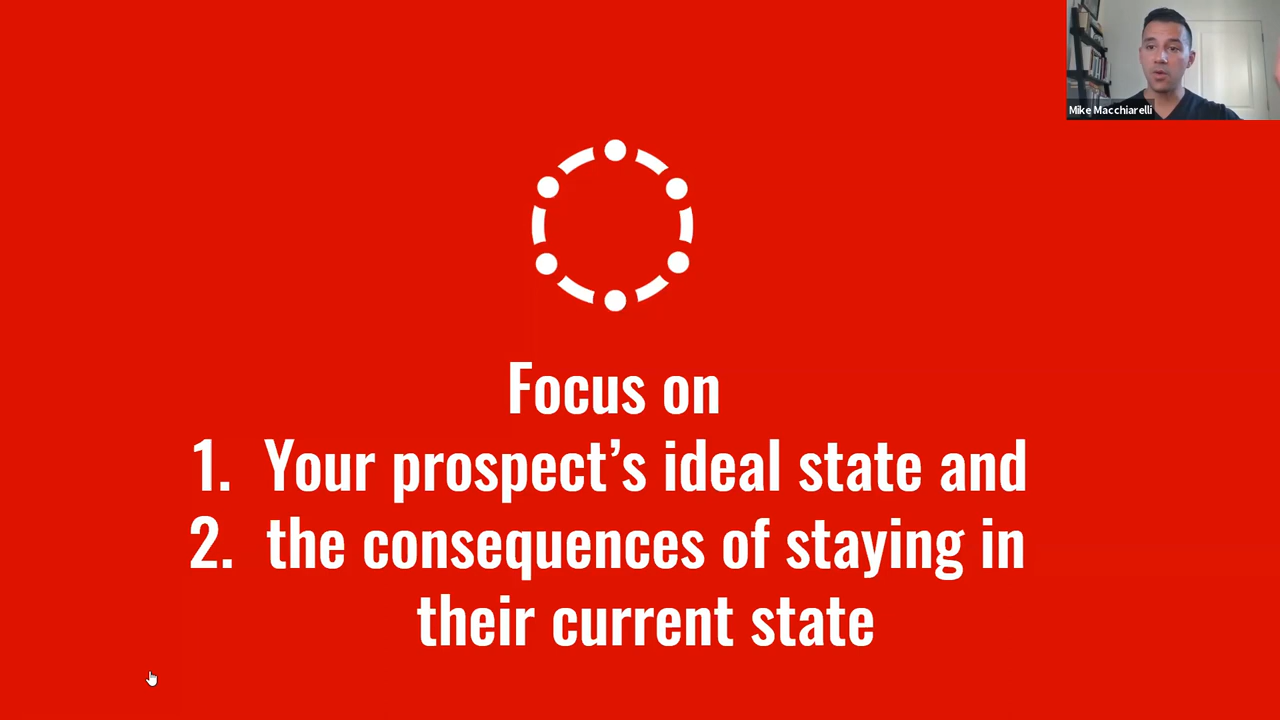 Mike Macchiarelli
Focus on
1. Your prospect’s ideal state and
2. the consequences of staying in
their current state